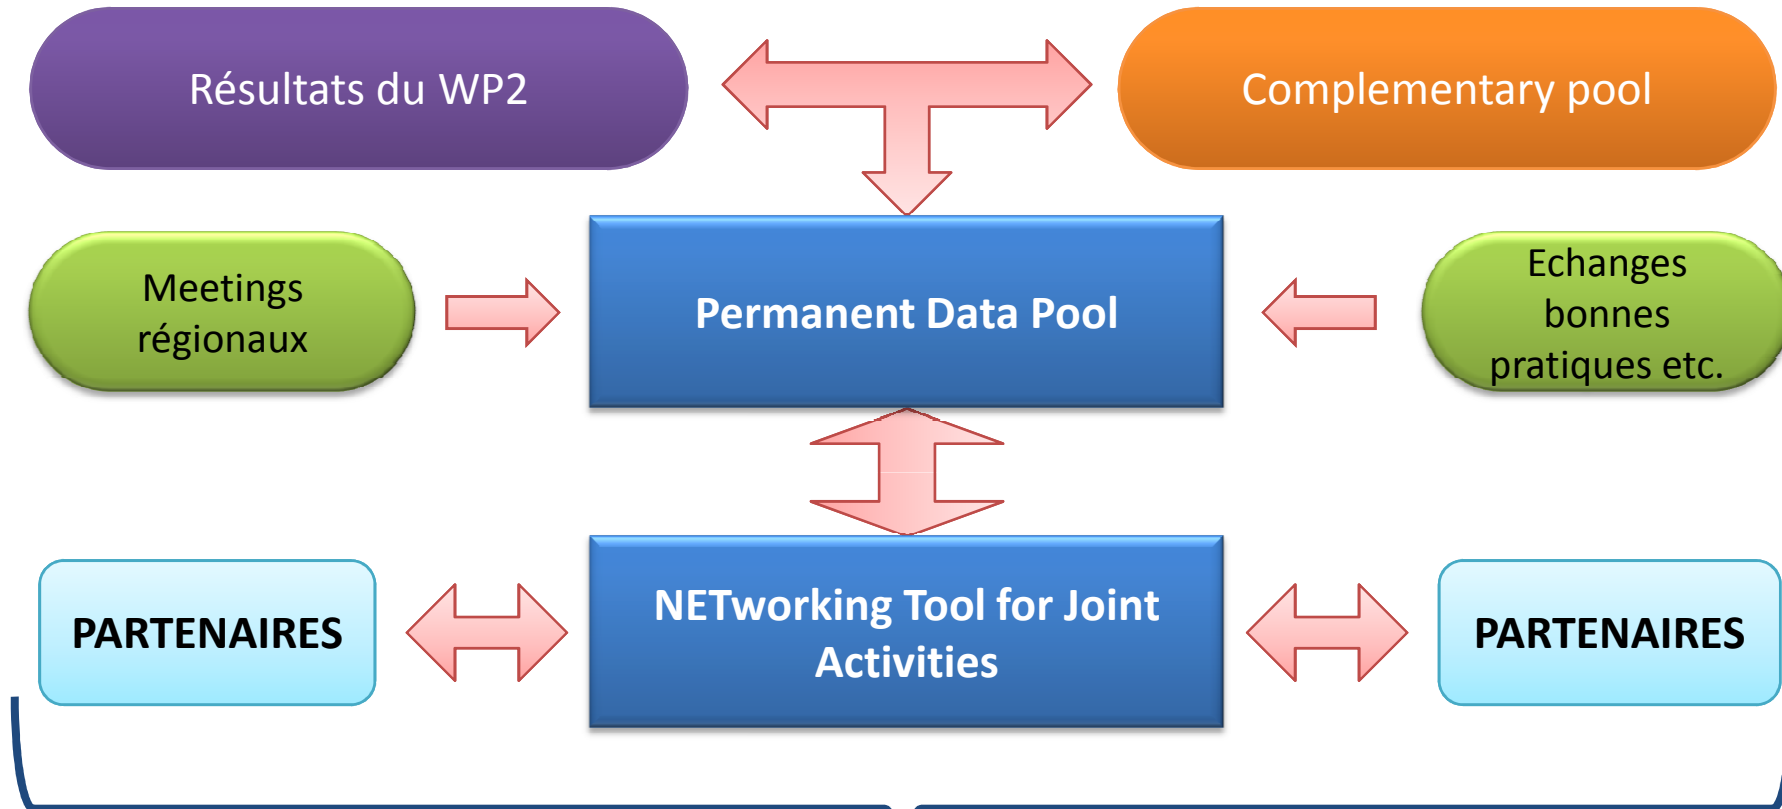 Résultats du WP2
Complementary pool
Meetings
régionaux
Permanent Data Pool
Echanges
bonnes
pratiques etc.
PARTENAIRES
NETworking Tool for Joint
Activities
PARTENAIRES